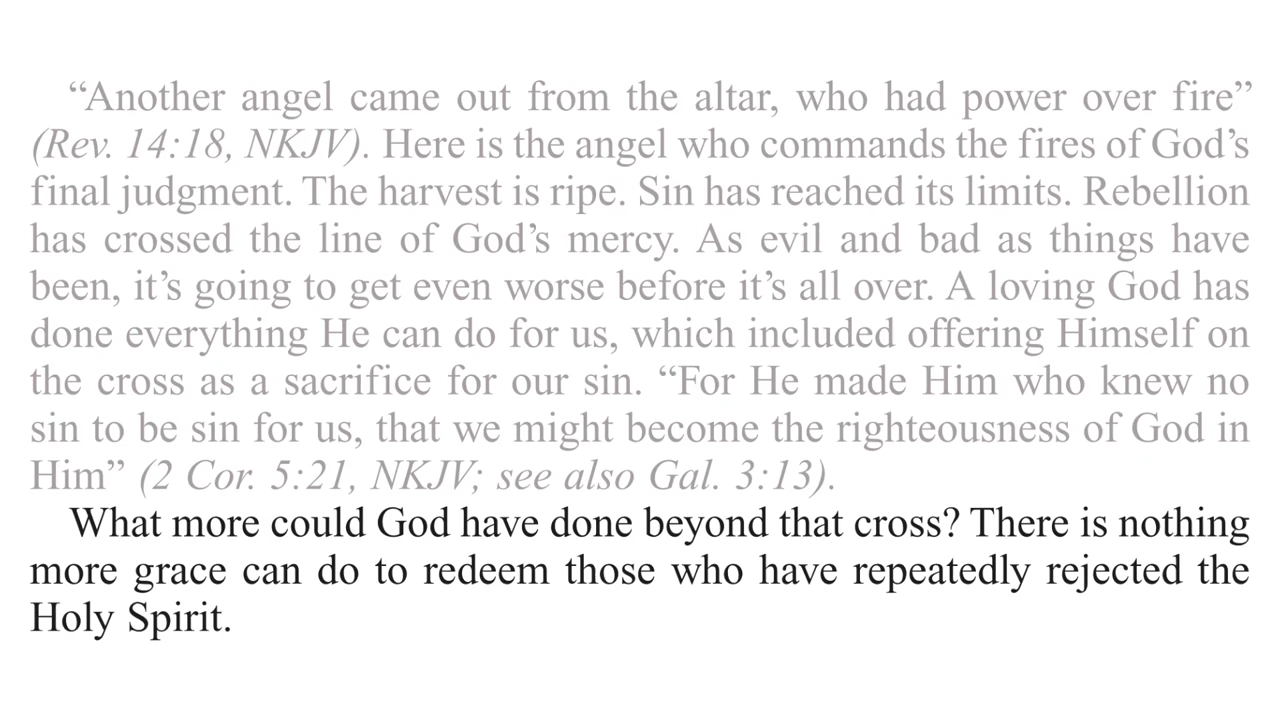 “Another angel came out from the altar, who had power over fire”
(Rev. 14:18, NKJV). Here is the angel who commands the fires of God’s
final judgment. The harvest is ripe. Sin has reached its limits. Rebellion
has crossed the line of God’s mercy. As evil and bad as things have
been, it’s going to get even worse before it’s all over. A loving God has
done everything He can do for us, which included offering Himself on
the cross as a sacrifice for our sin. “For He made Him who knew no
sin to be sin for us, that we might become the righteousness of God in
Him” (2 Cor. 5:21, NKJV; see also Gal. 3:13).
What more could God have done beyond that cross? There is nothing
more grace can do to redeem those who have repeatedly rejected the
Holy Spirit.